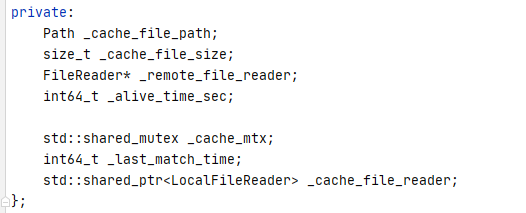 private:
    Path _cache_file_path;
    size_t _cache_file_size;
    FileReader* _remote_file_reader;
    int64_t _alive_time_sec;

    std::shared_mutex _cache_mtx;
    int64_t _last_match_time;
    std::shared_ptr<LocalFileReader> _cache_file_reader;
};